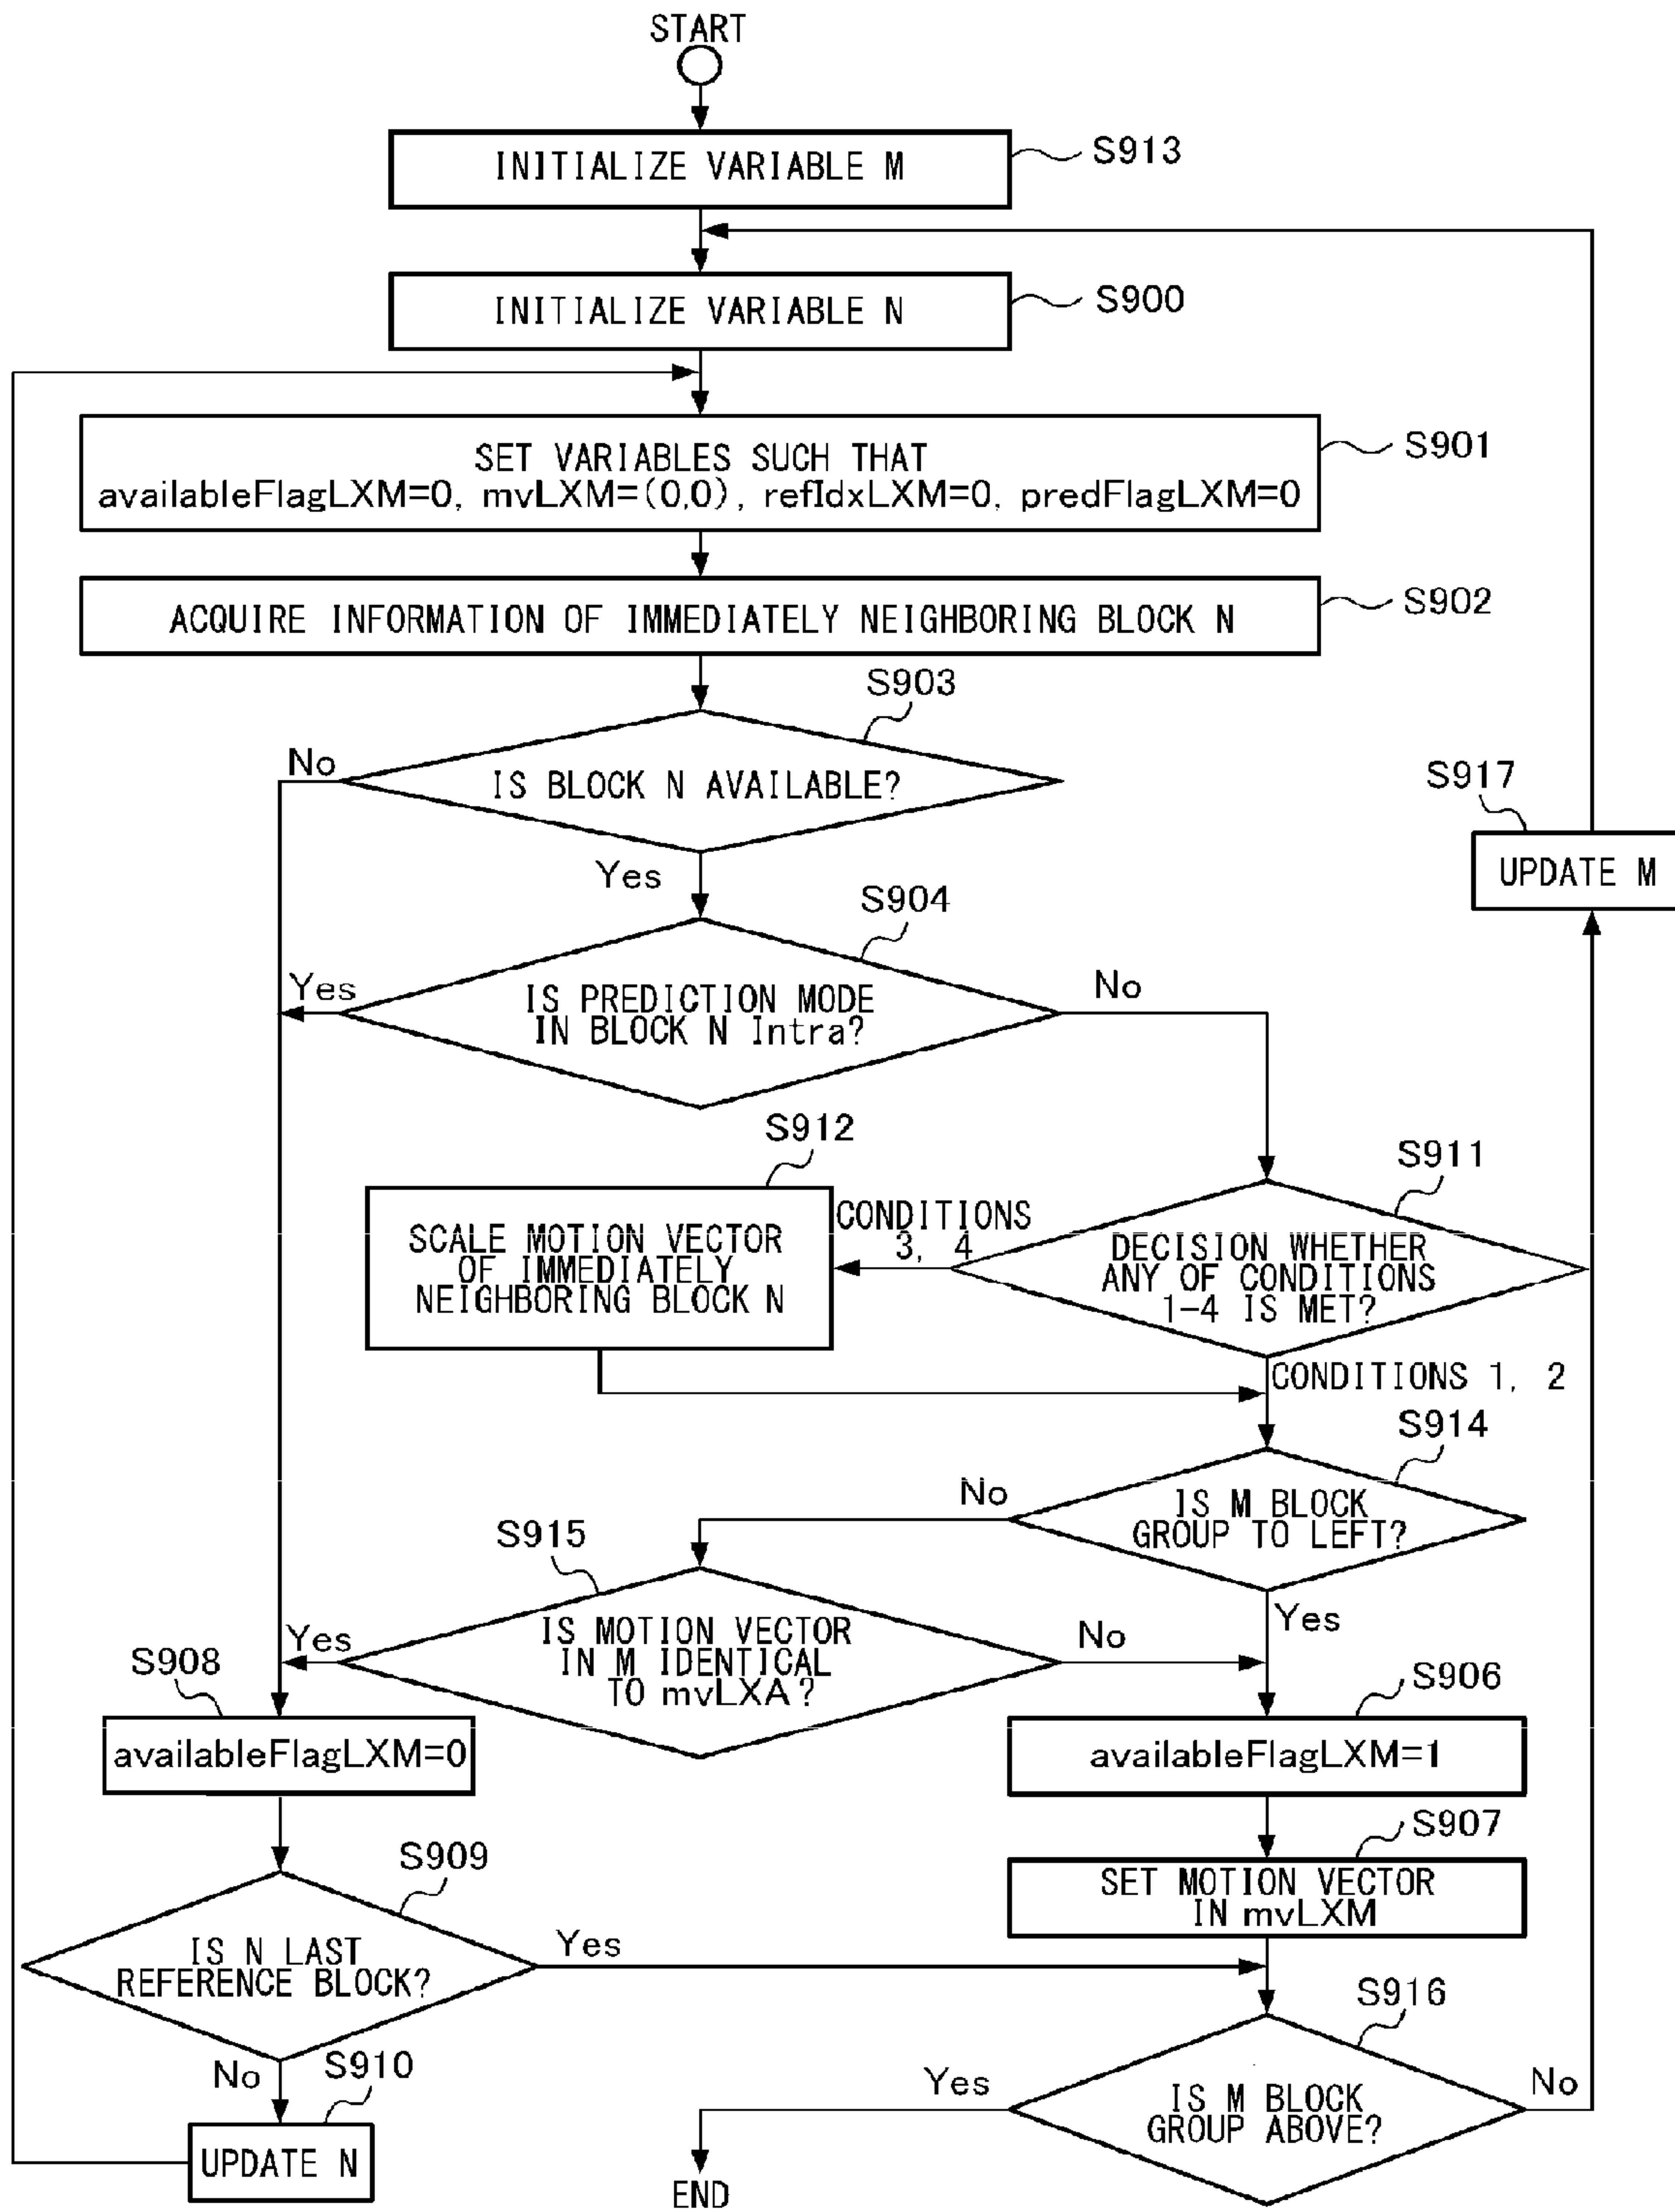 START
INITIALIZE VARIABLE M
S913
INITIALIZE VARIABLE N
S900
SET VARIABLES SUCH THAT
availableFlagLXM=0, mvLXM=(0,0), refIdxLXM=0, predFlagLXM=0
S901
ACQUIRE INFORMATION OF IMMEDIATELY NEIGHBORING BLOCK N
S902
S903
No
IS BLOCK N AVAILABLE?
Yes
S917
UPDATE M
S904
Yes
IS PREDICTION MODE
IN BLOCK N Intra?
No
S912
SCALE MOTION VECTOR
OF IMMEDIATELY
NEIGHBORING BLOCK N
CONDITIONS
3, 4
S911
DECISION WHETHER
ANY OF CONDITIONS
1-4 IS MET?
CONDITIONS 1, 2
S914
No
IS M BLOCK
GROUP TO LEFT?
Yes
S915
Yes
IS MOTION VECTOR
IN M IDENTICAL
TO mvLXA?
No
S908
availableFlagLXM=0
S906
availableFlagLXM=1
S907
SET MOTION VECTOR
IN mvLXM
S909
IS N LAST
REFERENCE BLOCK?
Yes
No
S910
UPDATE N
S916
Yes
IS M BLOCK
GROUP ABOVE?
No
END